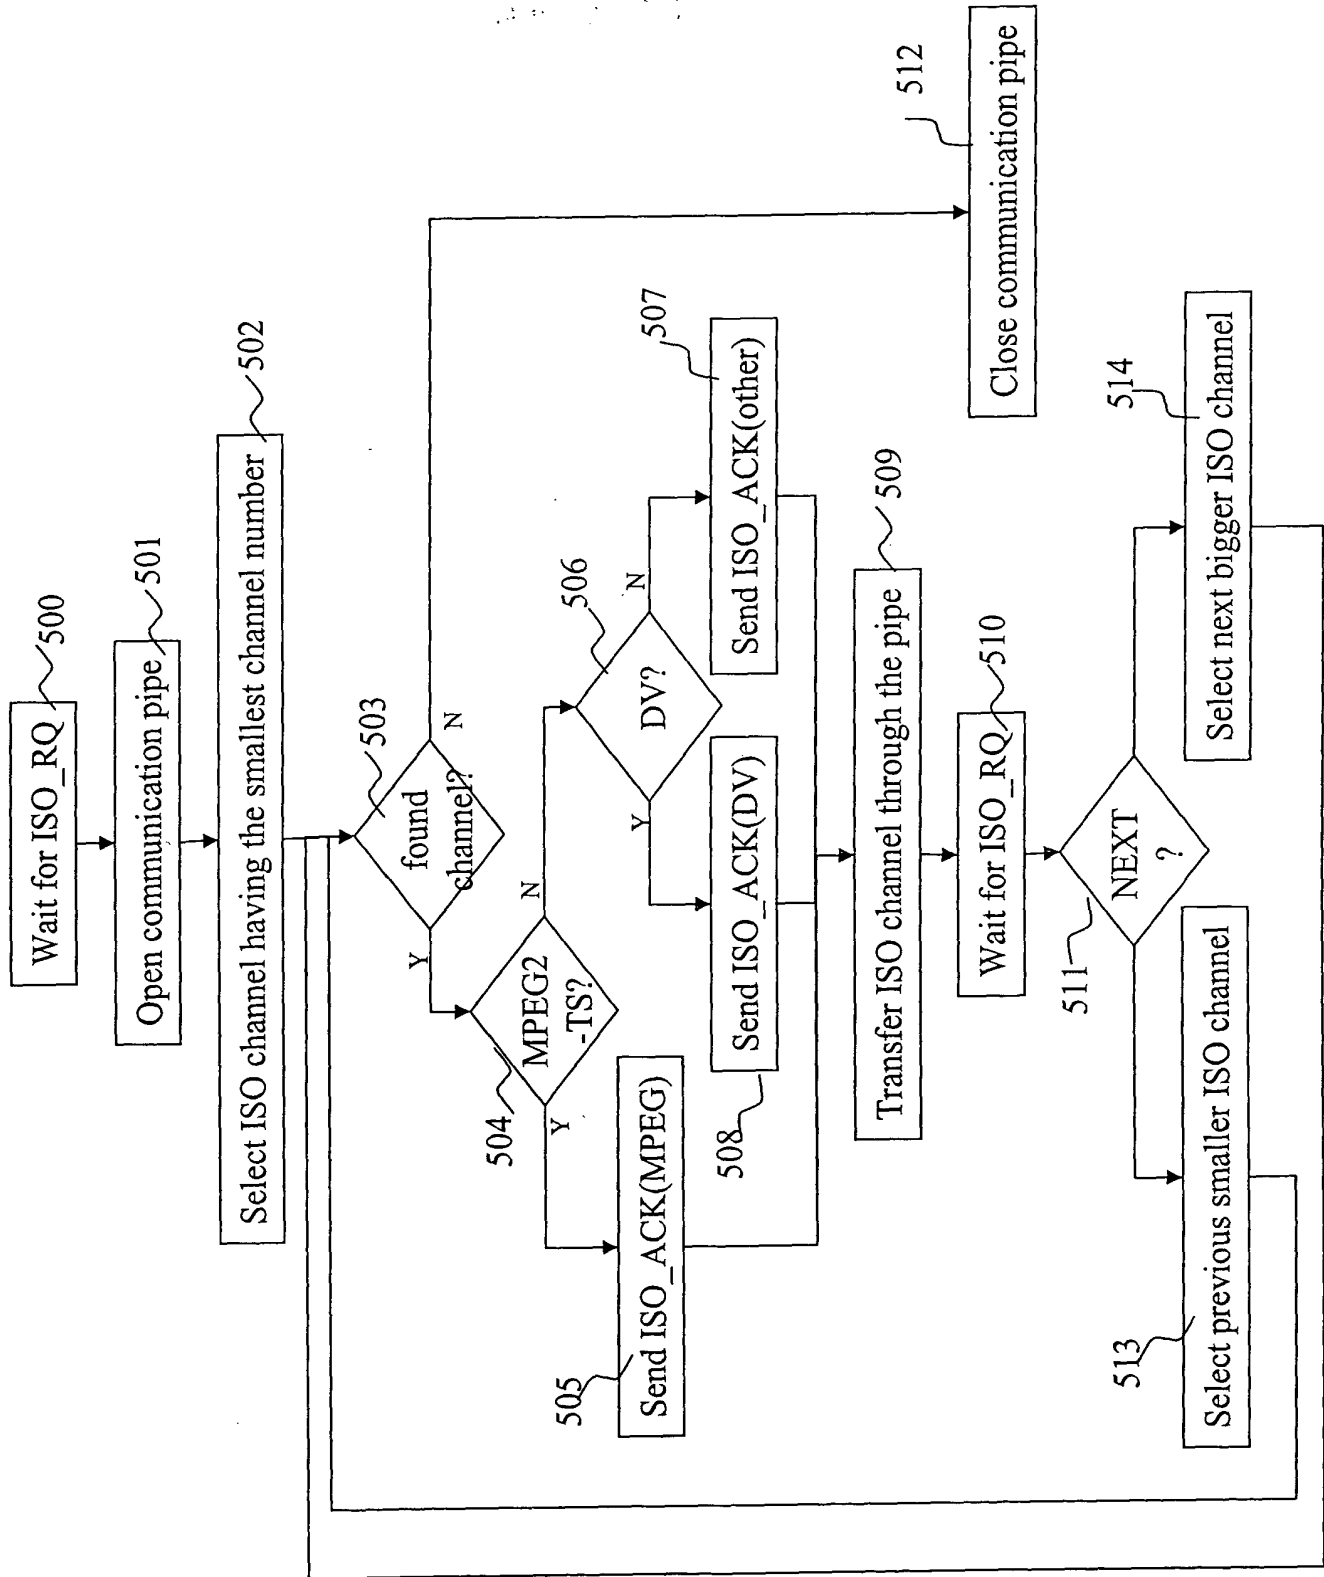 Wait for ISO_RQ
500
Open communication pipe
501
Select ISO channel having the smallest channel number
502
found
channel?
503
Y
N
MPEG2
-TS?
504
Y
N
Send ISO_ACK(MPEG)
505
DV?
506
Y
N
Send ISO_ACK(DV)
508
Send ISO_ACK(other)
507
Transfer ISO channel through the pipe
509
Wait for ISO_RQ
510
NEXT
?
511
Close communication pipe
512
Select previous smaller ISO channel
513
Select next bigger ISO channel
514